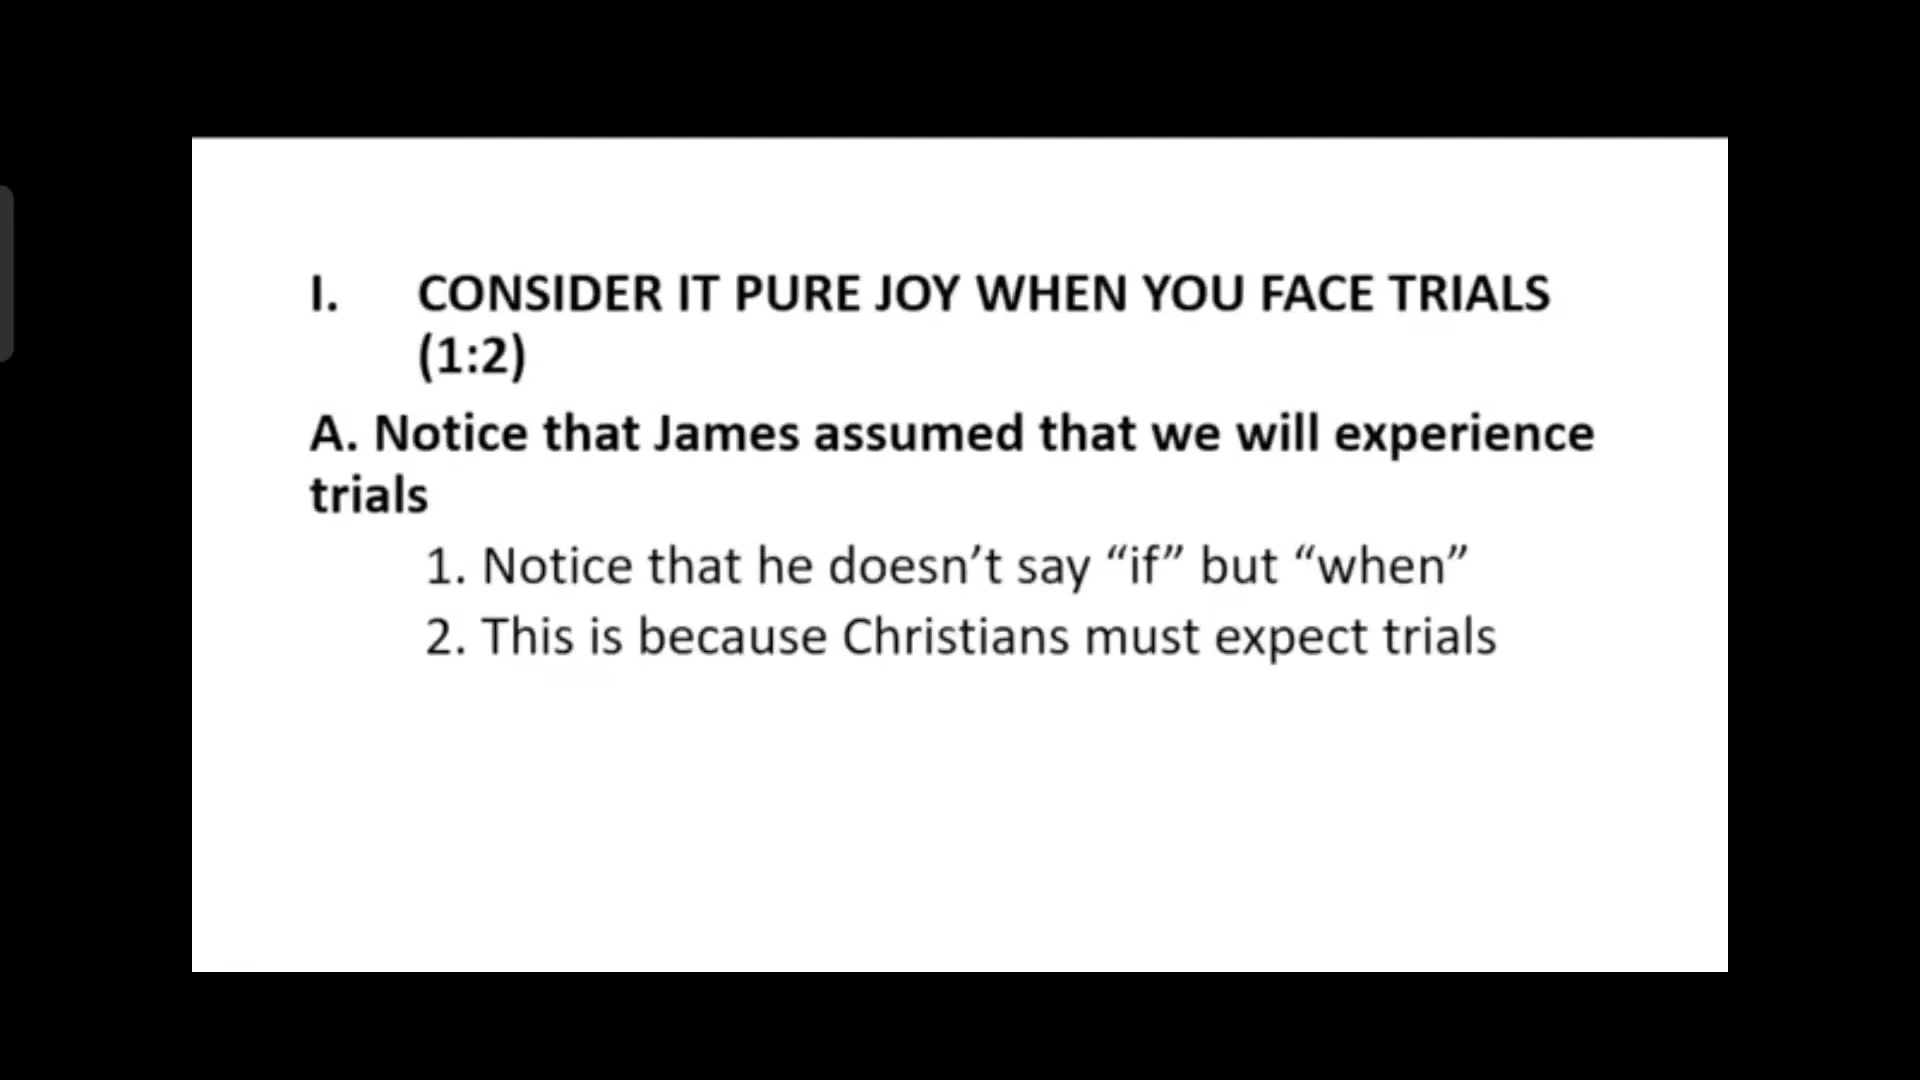 I. CONSIDER IT PURE JOY WHEN YOU FACE TRIALS
(1:2)
A. Notice that James assumed that we will experience
trials
1. Notice that he doesn’t say “if” but “when”
2. This is because Christians must expect trials